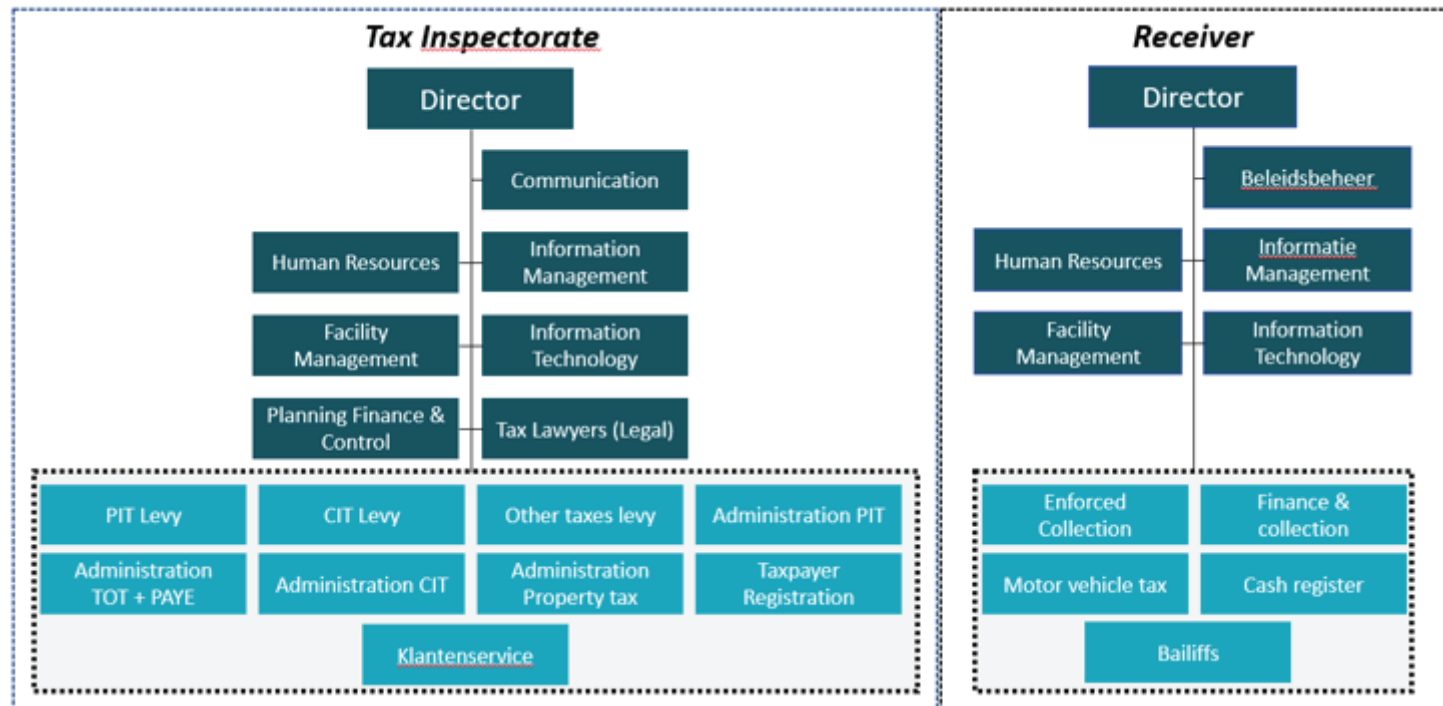 Tax Inspectorate
Director
Communication
Human Resources
Information
Management
Facility
Management
Information
Technology
Planning Finance &
Control
Tax Lawyers (Legal)
PIT Levy
CIT Levy
Other taxes levy
Administration PIT
Administration
TOT + PAYE
Administration CIT
Administration
Property tax
Taxpayer
Registration
Klantenservice
Receiver
Director
Beleidsbeheer
Human Resources
Informatie
Management
Facility
Management
Information
Technology
Enforced
Collection
Finance &
collection
Motor vehicle tax
Cash register
Bailiffs